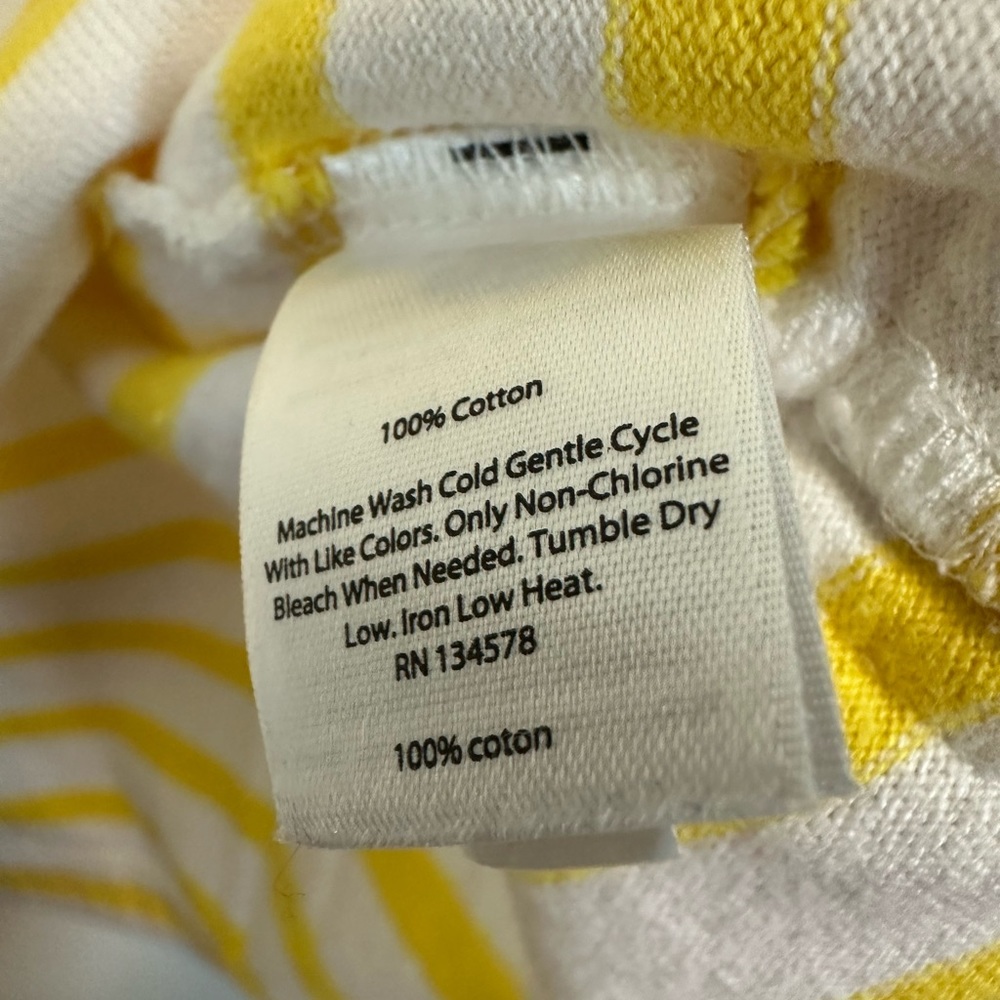 100% Cotton
Machine Wash Cold Gentle Cycle
With Like Colors. Only Non-Chlorine
Bleach When Needed. Tumble Dry
Low. Iron Low Heat.
RN 134578
100% coton